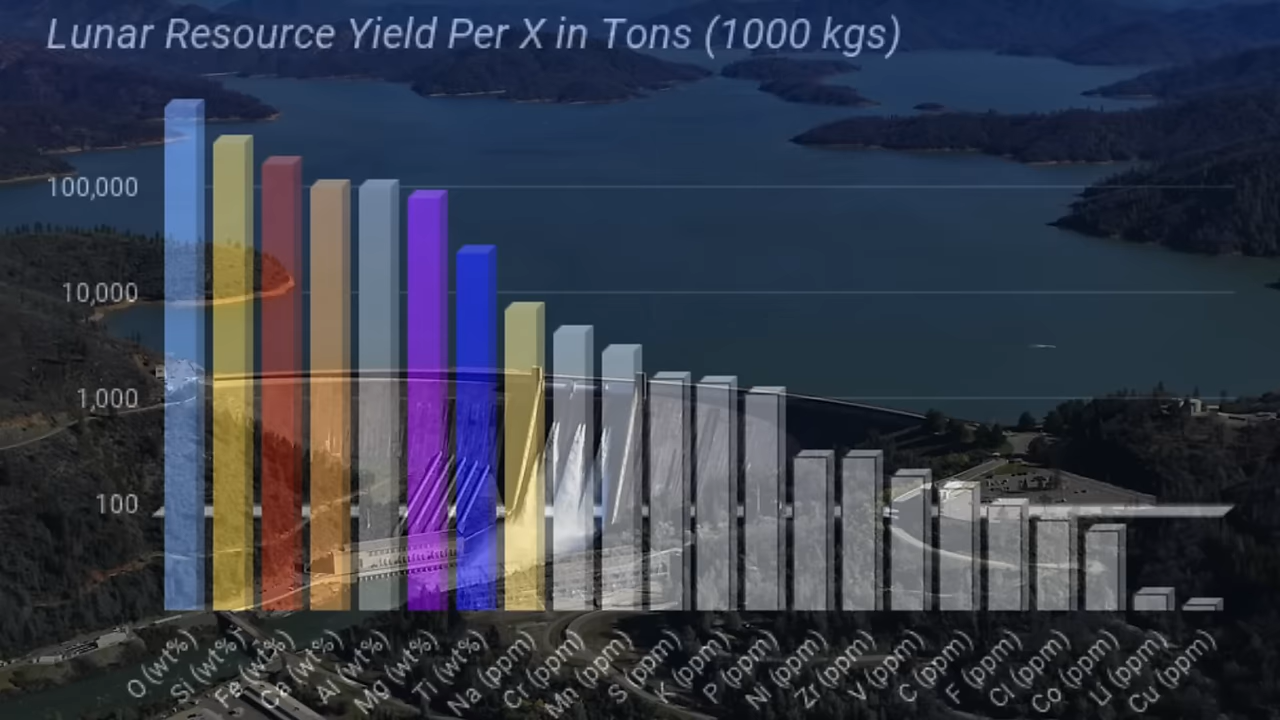 Lunar Resource Yield Per X in Tons (1000 kgs)
100,000
10,000
1,000
100
O (wt%)
Si (wt%)
Fe (wt%)
Ca (wt%)
Al (wt%)
Mg (wt%)
Ti (wt%)
Na (ppm)
Cr (ppm)
Mn (ppm)
S (ppm)
K (ppm)
P (ppm)
Ni (ppm)
Zr (ppm)
V (ppm)
C (ppm)
F (ppm)
Cl (ppm)
Co (ppm)
Li (ppm)
Cu (ppm)